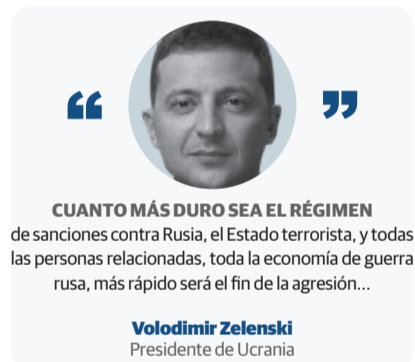 “ ”
CUANTO MÁS DURO SEA EL RÉGIMEN
de sanciones contra Rusia, el Estado terrorista, y todas
las personas relacionadas, toda la economía de guerra
rusa, más rápido será el fin de la agresión...
Volodimir Zelenski
Presidente de Ucrania